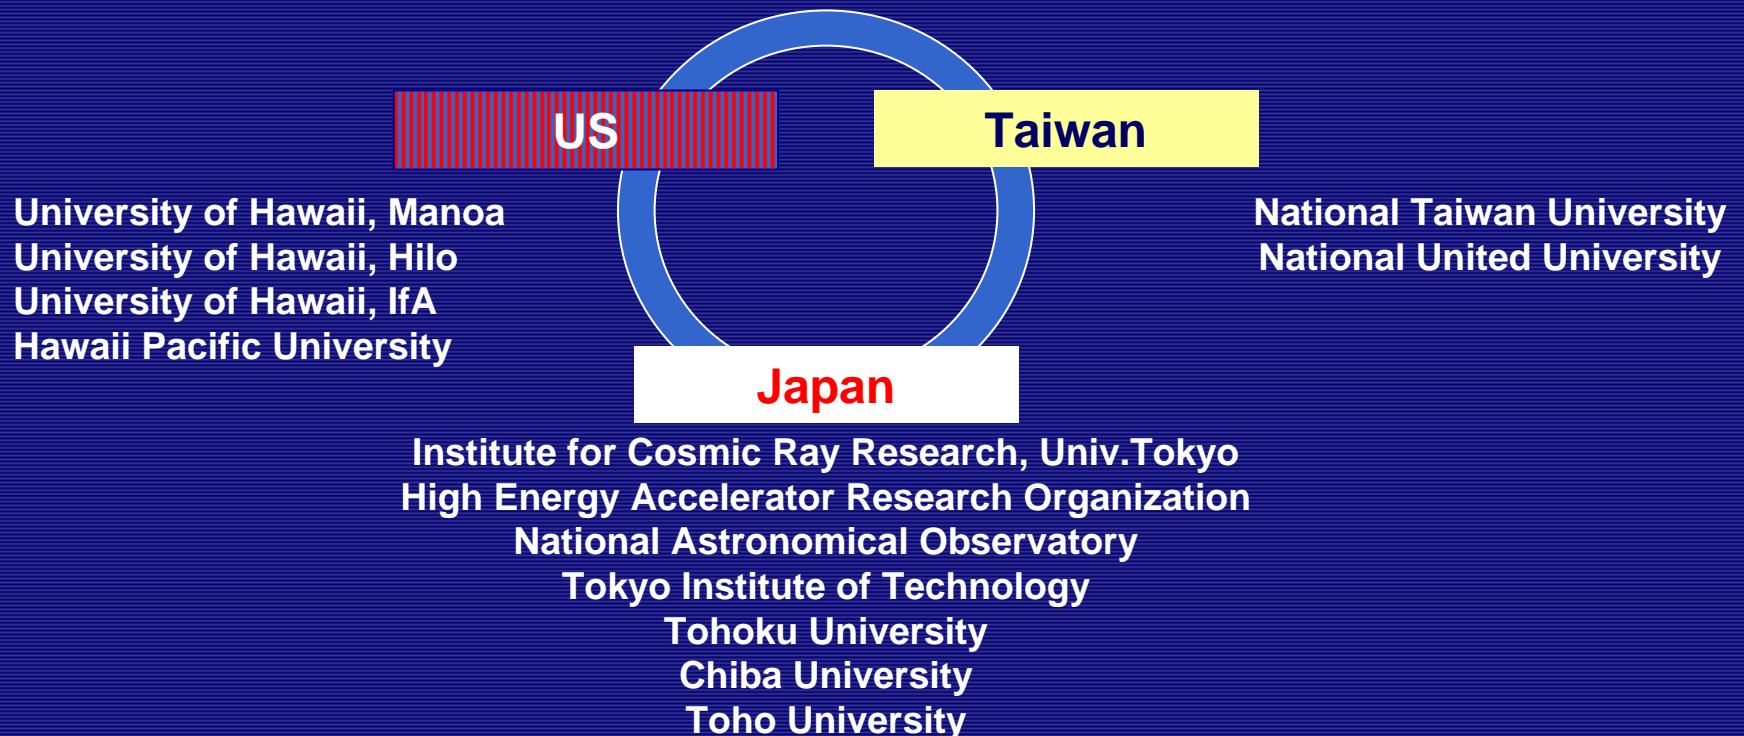 US
Taiwan
University of Hawaii, Manoa
University of Hawaii, Hilo
University of Hawaii, IfA
Hawaii Pacific University
National Taiwan University
National United University
Japan
Institute for Cosmic Ray Research, Univ.Tokyo
High Energy Accelerator Research Organization
National Astronomical Observatory
Tokyo Institute of Technology
Tohoku University
Chiba University
Toho University